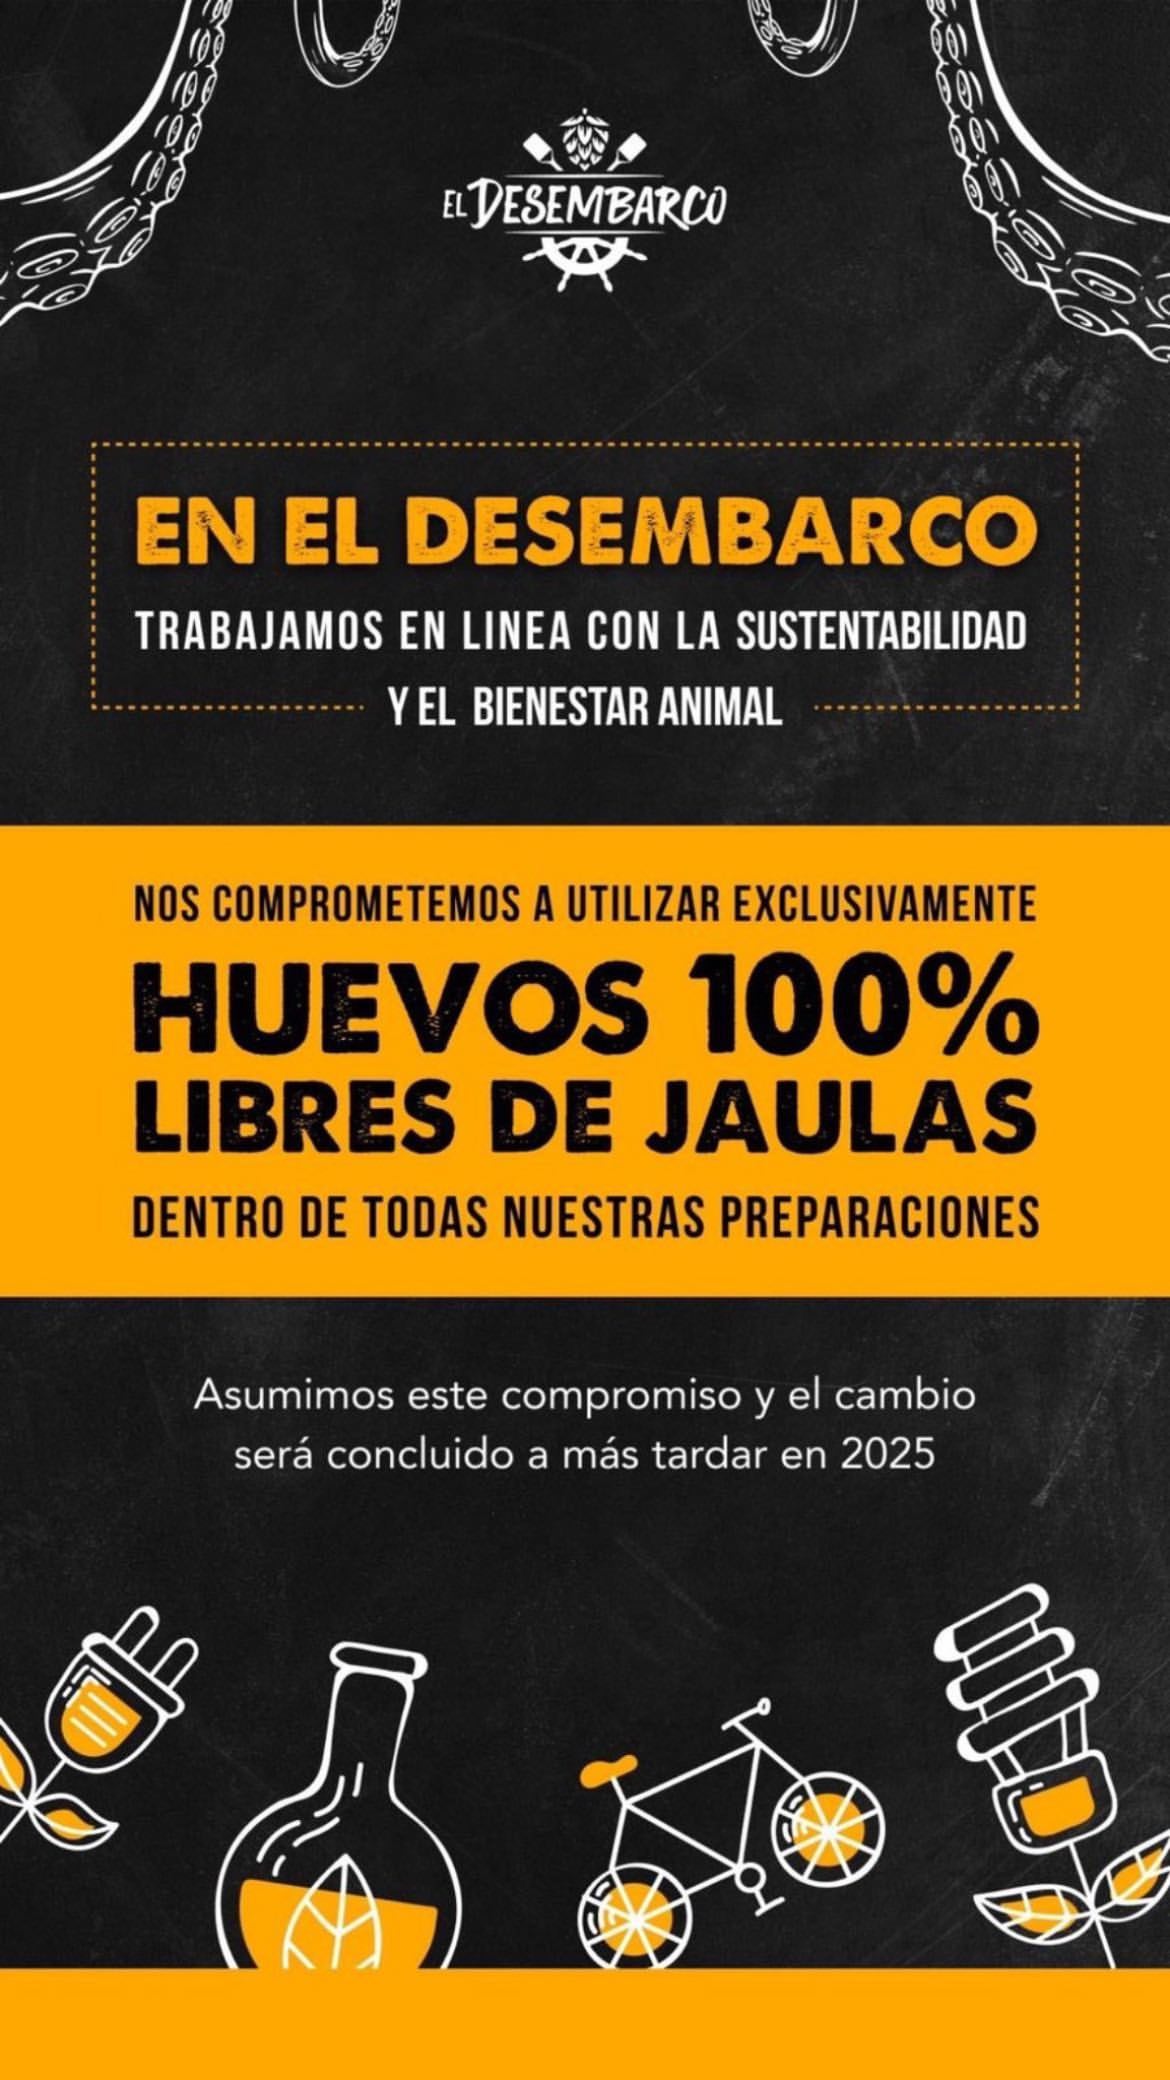 EL DESEMBARCO
EN EL DESEMBARCO
TRABAJAMOS EN LINEA CON LA SUSTENTABILIDAD
Y EL BIENESTAR ANIMAL
NOS COMPROMETEMOS A UTILIZAR EXCLUSIVAMENTE
HUEVOS 100%
LIBRES DE JAULAS
DENTRO DE TODAS NUESTRAS PREPARACIONES
Asumimos este compromiso y el cambio
será concluido a más tardar en 2025